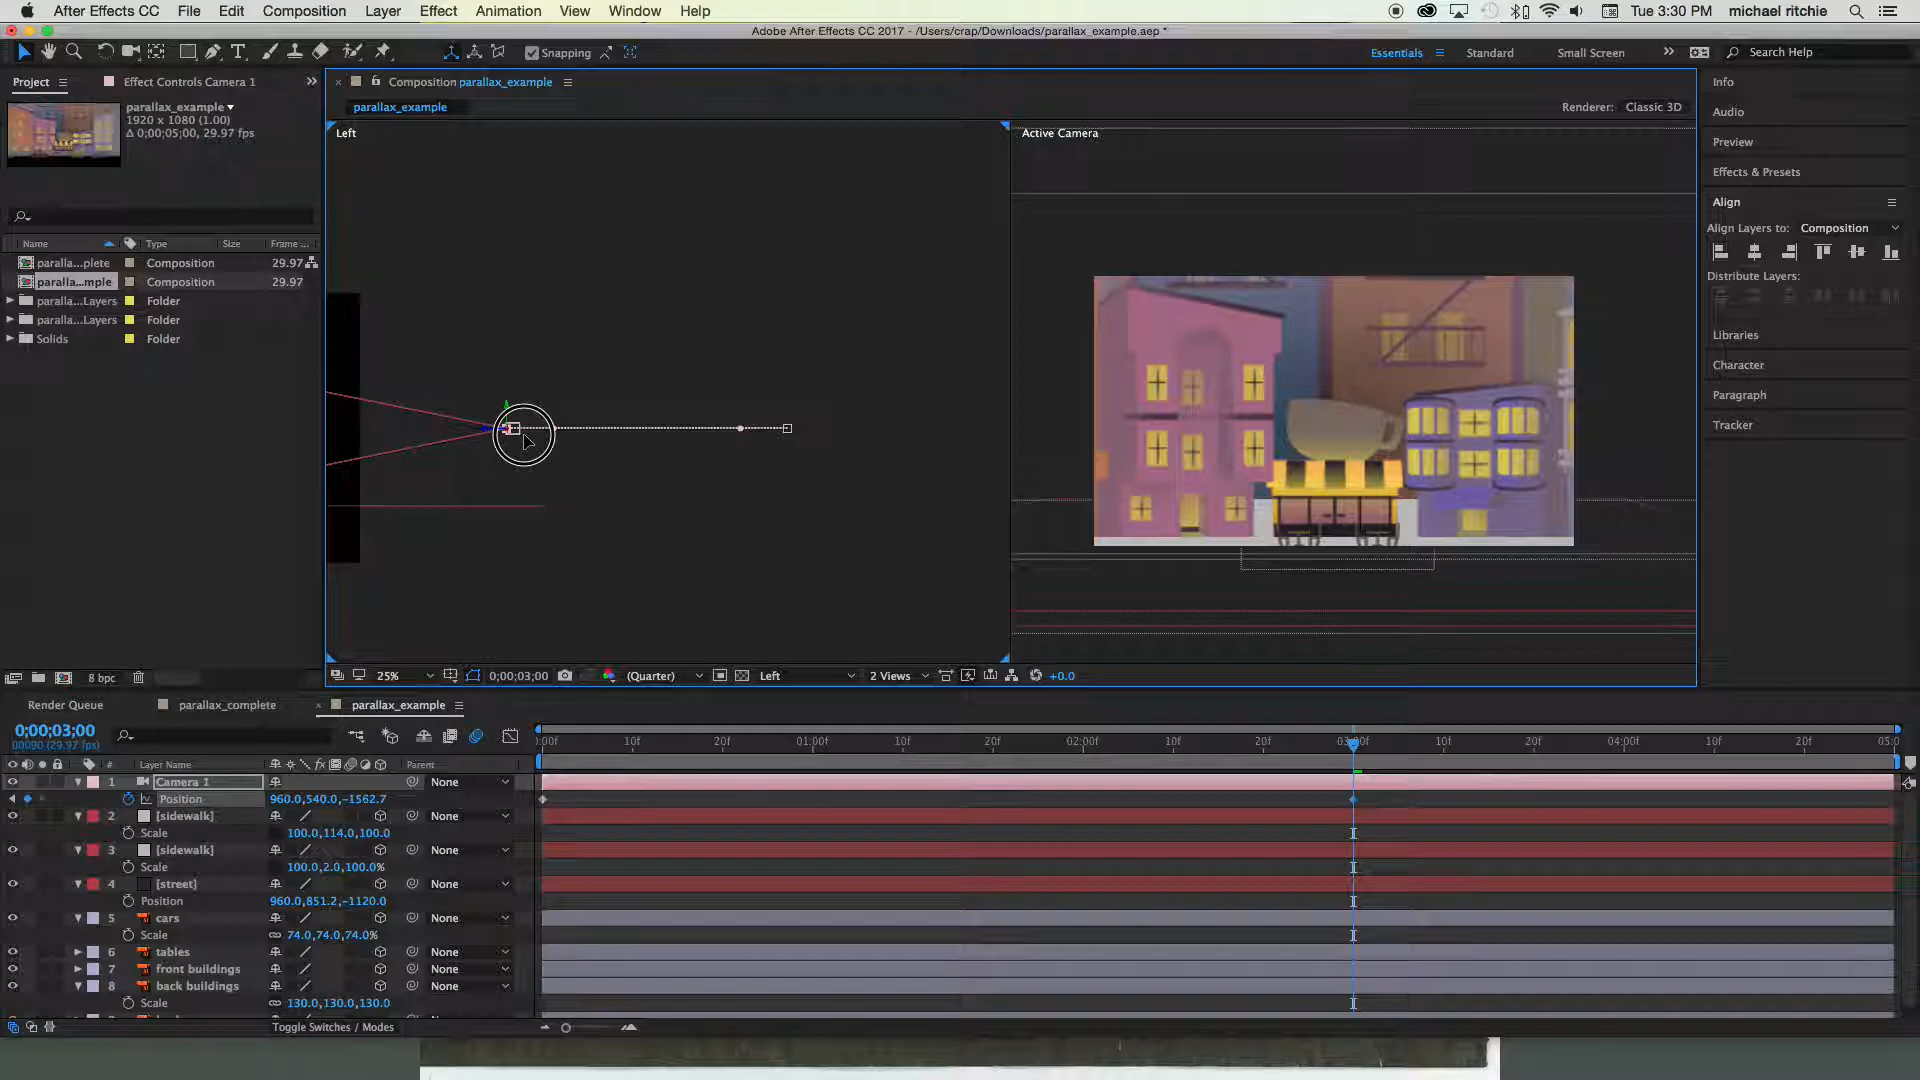 After Effects CC File Edit Composition Layer Effect Animation View Window Help Tue 3:30 PM michael ritchie
Adobe After Effects CC 2017 - /Users/crap/Downloads/parallax_example.aep *
Snapping Essentials Standard Small Screen Search Help
Project Effect Controls Camera 1 Composition parallax_example Info
parallax_example
1920 x 1080 (1.00)
Δ 0;00;05;00, 29.97 fps
parallax_example Renderer: Classic 3D
Left Active Camera
Audio
Preview
Effects & Presets
Align
Align Layers to: Composition
Distribute Layers:
Libraries
Character
Paragraph
Tracker
Name Type Size Frame ...
paralla...plete Composition 29.97
paralla...mple Composition 29.97
paralla...Layers Folder
paralla...Layers Folder
Solids Folder
8 bpc 25% 0;00;03;00 (Quarter) Left 2 Views +0.0
Render Queue parallax_complete parallax_example
0;00;03;00
00090 (29.97 fps)
0:00f 10f 20f 01:00f 10f 20f 02:00f 10f 20f 03:00f 10f 20f 04:00f 10f 20f 05:0
# Layer Name Parent
1 Camera 1 None
Position 960.0,540.0,-1562.7
2 [sidewalk] None
Scale 100.0,114.0,100.0
3 [sidewalk] None
Scale 100.0,2.0,100.0%
4 [street] None
Position 960.0,851.2,-1120.0
5 cars None
Scale 74.0,74.0,74.0%
6 tables None
7 front buildings None
8 back buildings None
Scale 130.0,130.0,130.0
Toggle Switches / Modes